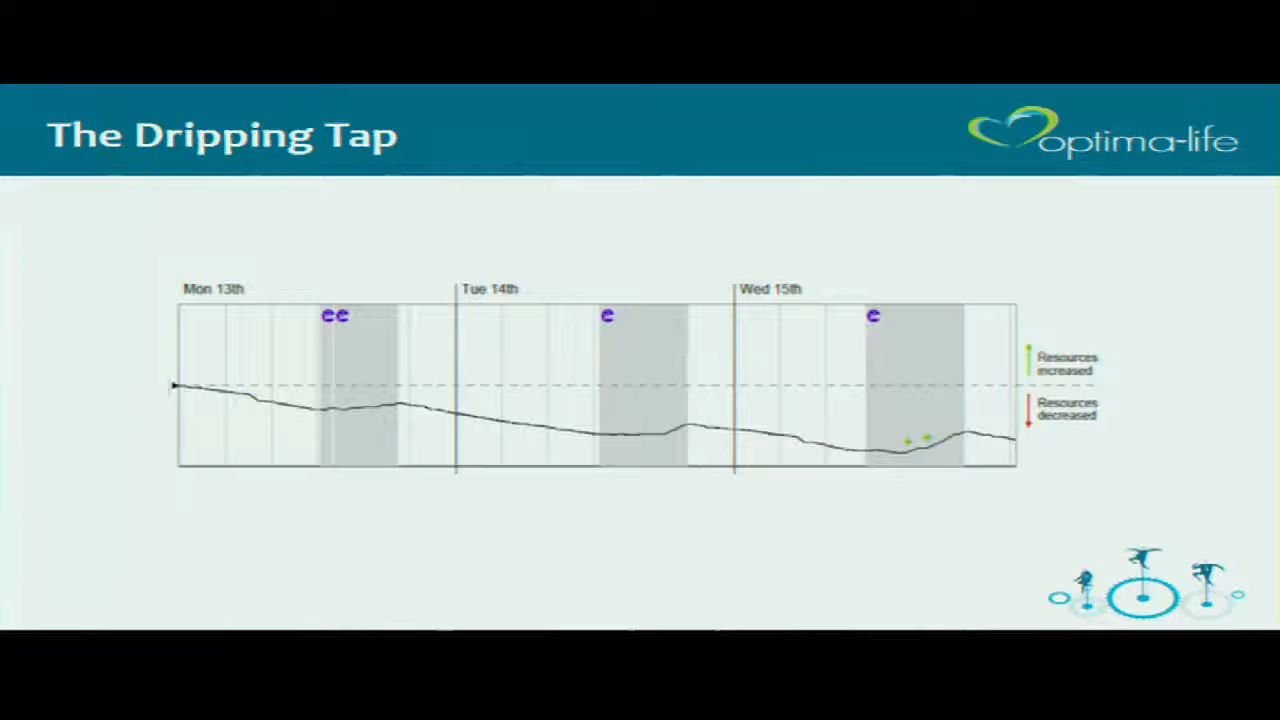 The Dripping Tap
optima-life
Mon 13th
Tue 14th
Wed 15th
Resources
increased
Resources
decreased